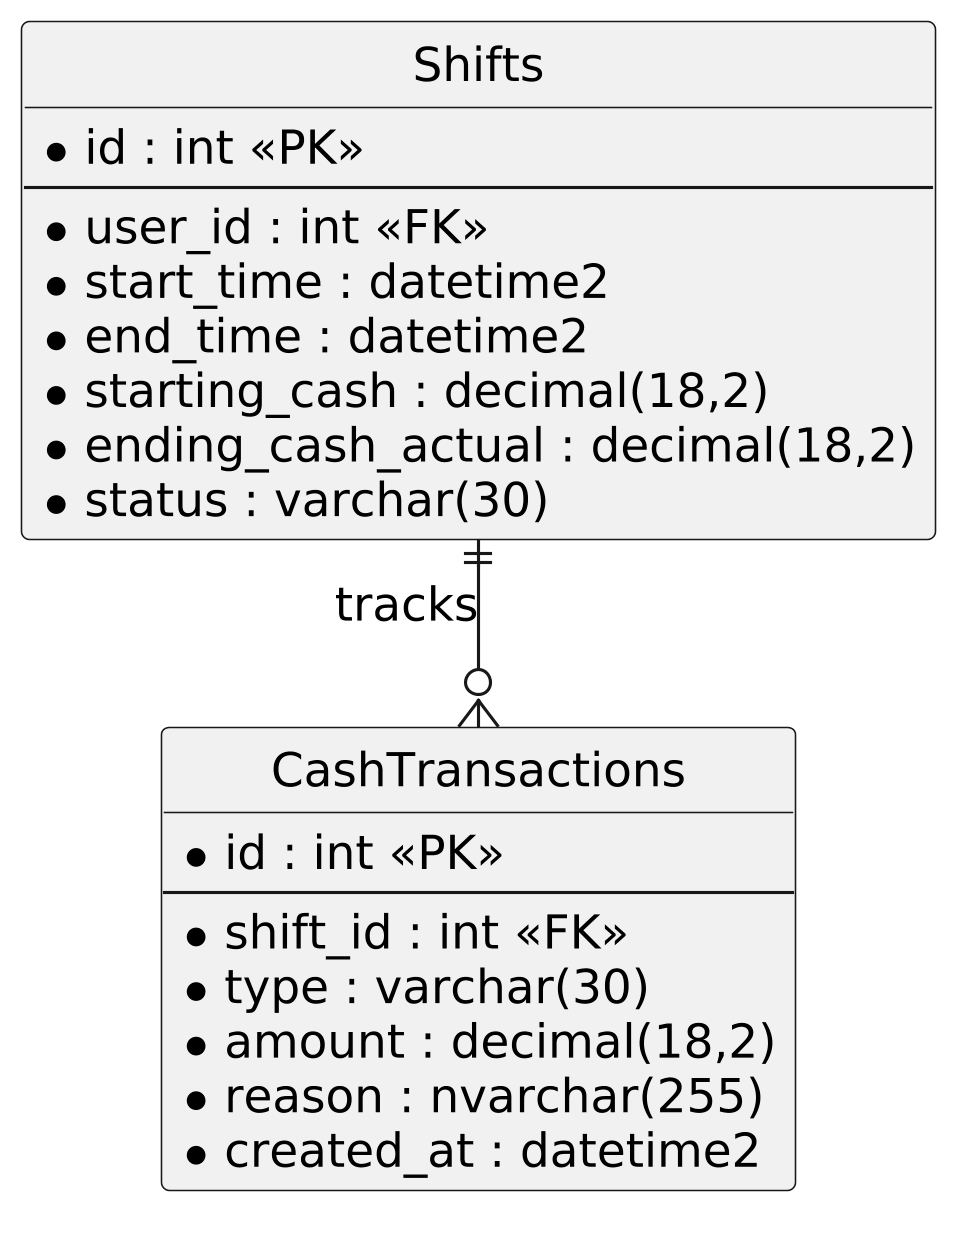 Shifts
id : int «PK»
user_id : int «FK»
start_time : datetime2
end_time : datetime2
starting_cash : decimal(18,2)
ending_cash_actual : decimal(18,2)
status : varchar(30)
tracks
CashTransactions
id : int «PK»
shift_id : int «FK»
type : varchar(30)
amount : decimal(18,2)
reason : nvarchar(255)
created_at : datetime2